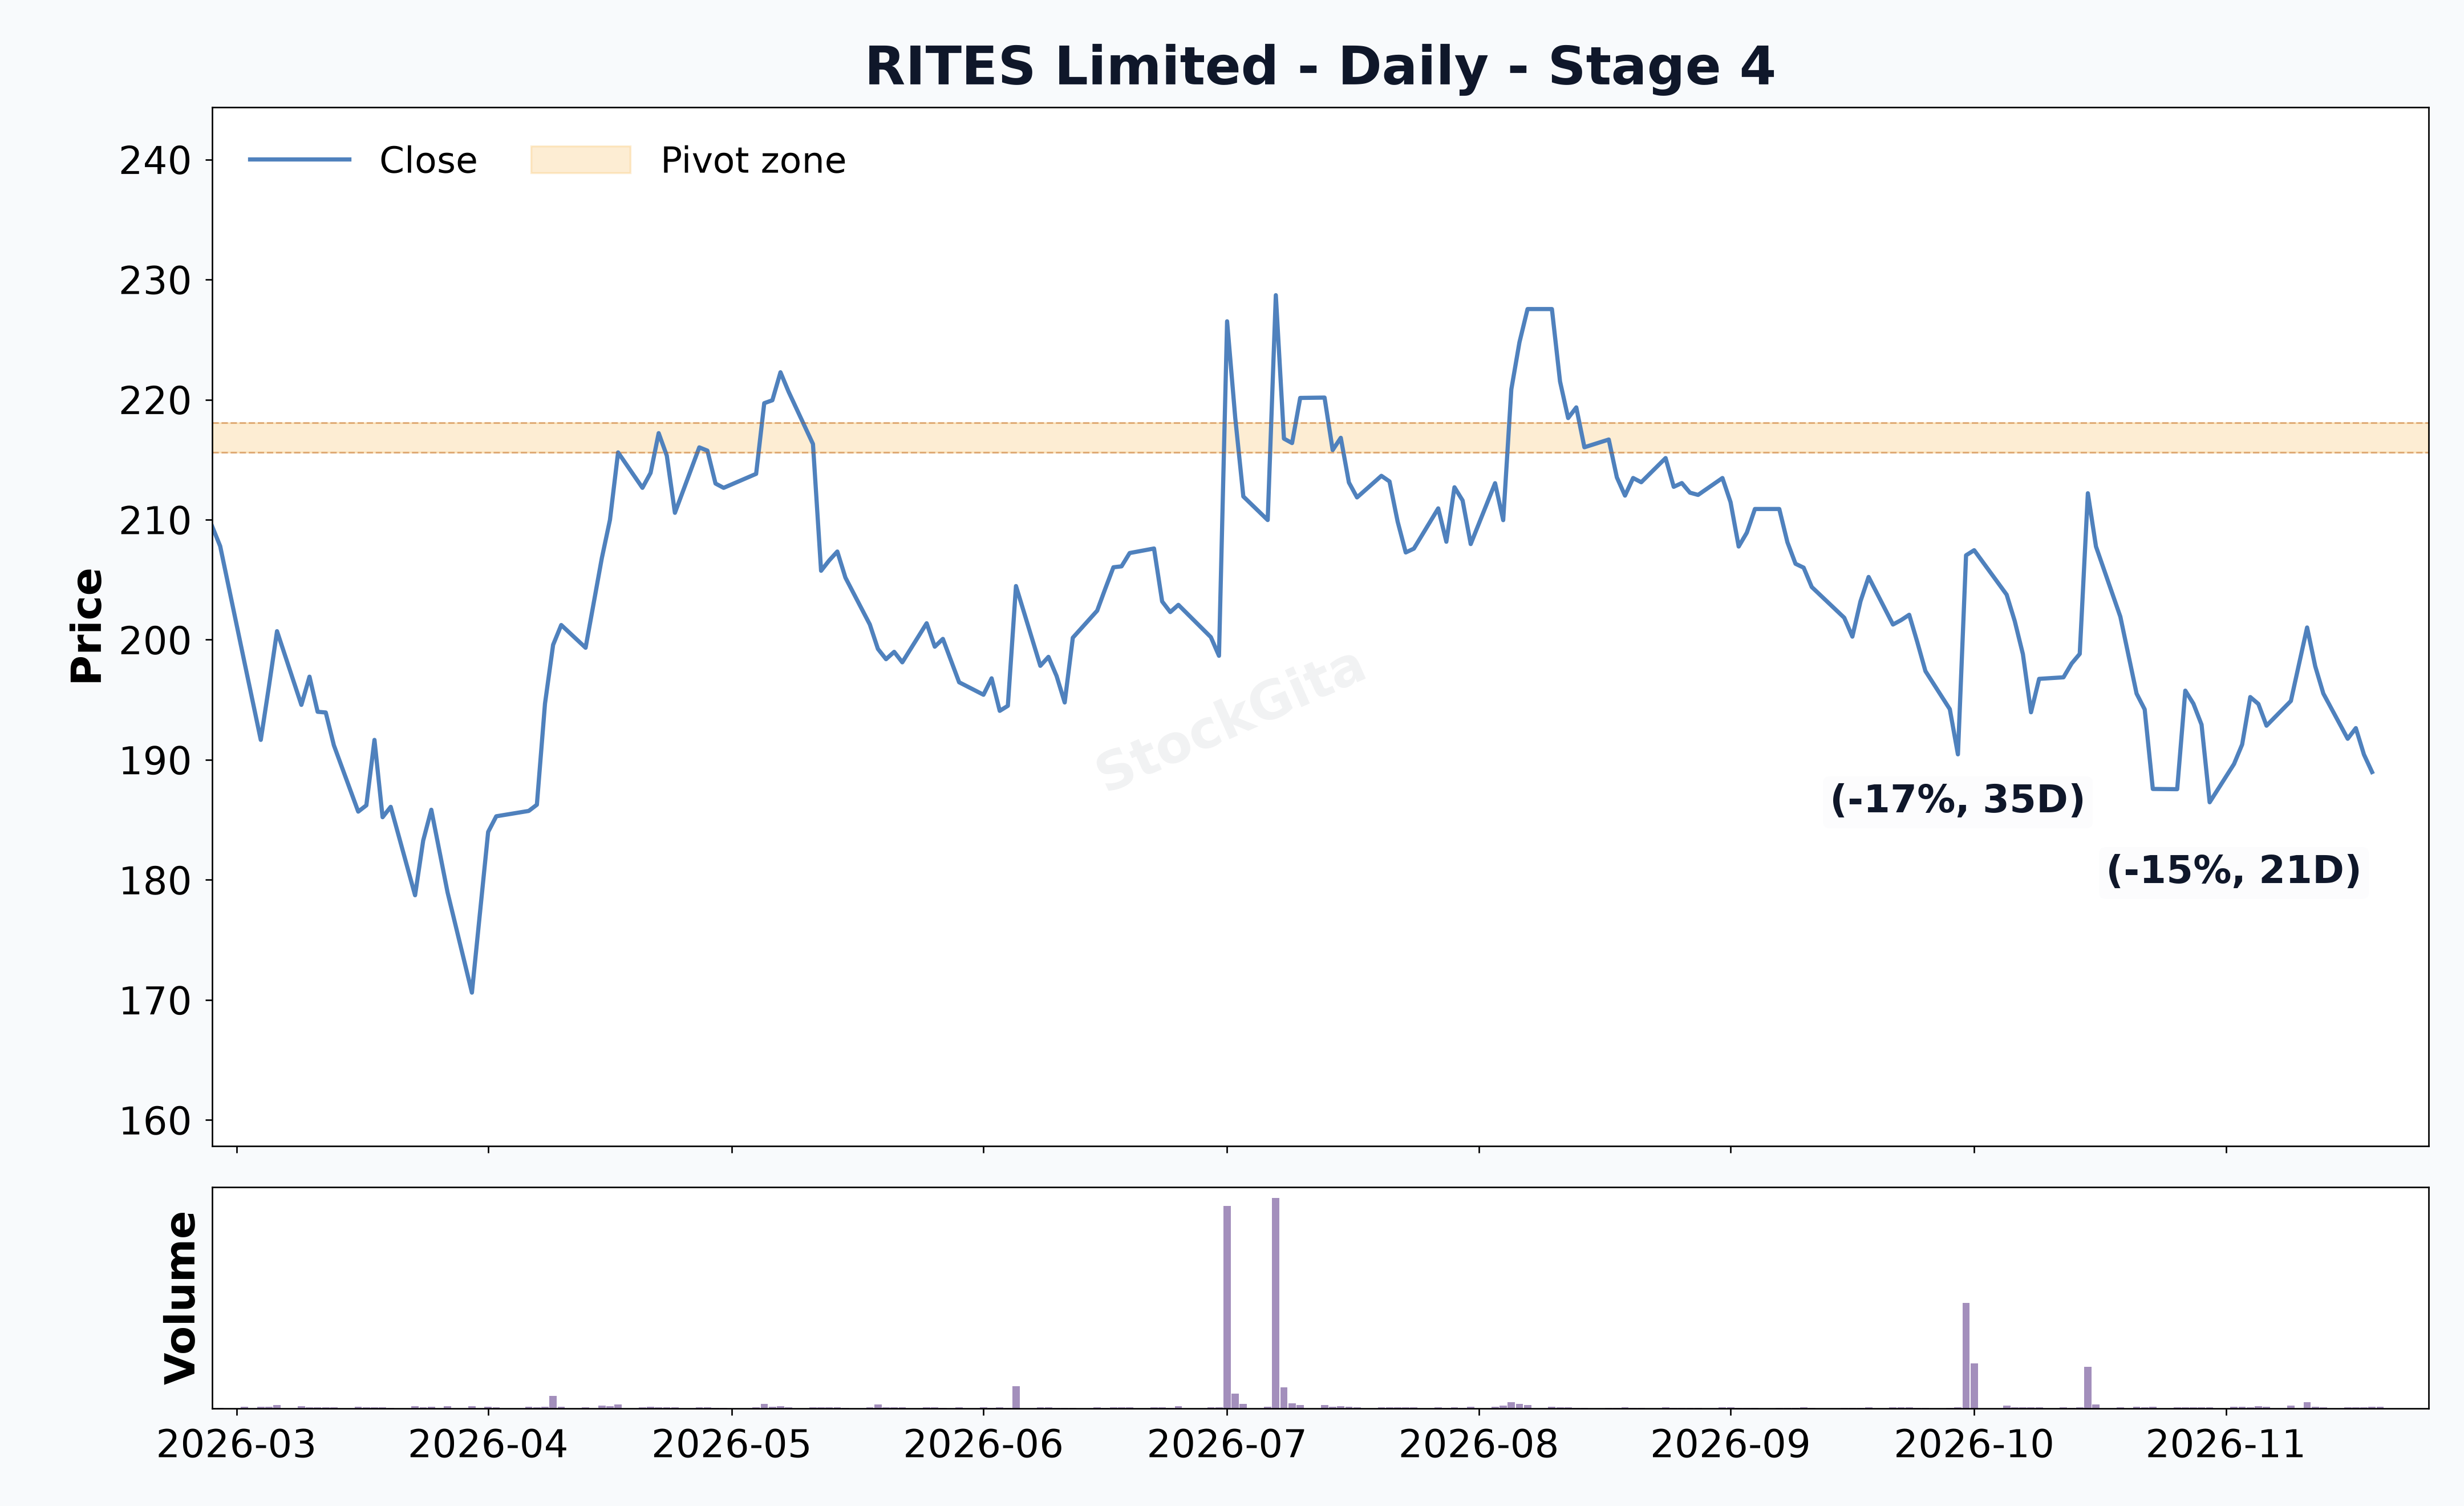 RITES Limited - Daily - Stage 4
Close
Pivot zone
240
230
220
210
200
190
180
170
160
Price
StockGita
(-17%, 35D)
(-15%, 21D)
Volume
2026-03
2026-04
2026-05
2026-06
2026-07
2026-08
2026-09
2026-10
2026-11